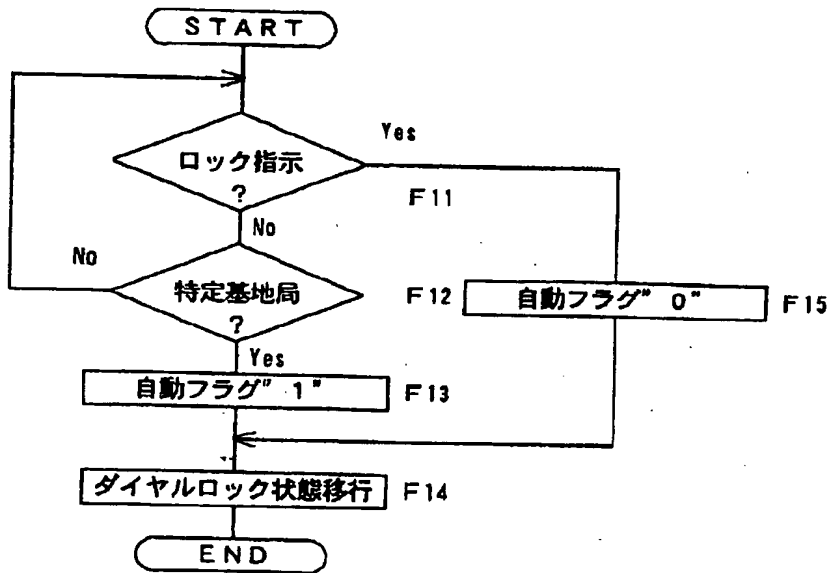 START
Yes
ロック指示
?
F11
No
No
特定基地局
?
F12
自動フラグ"0"
F15
Yes
自動フラグ"1"
F13
ダイヤルロック状態移行
F14
END